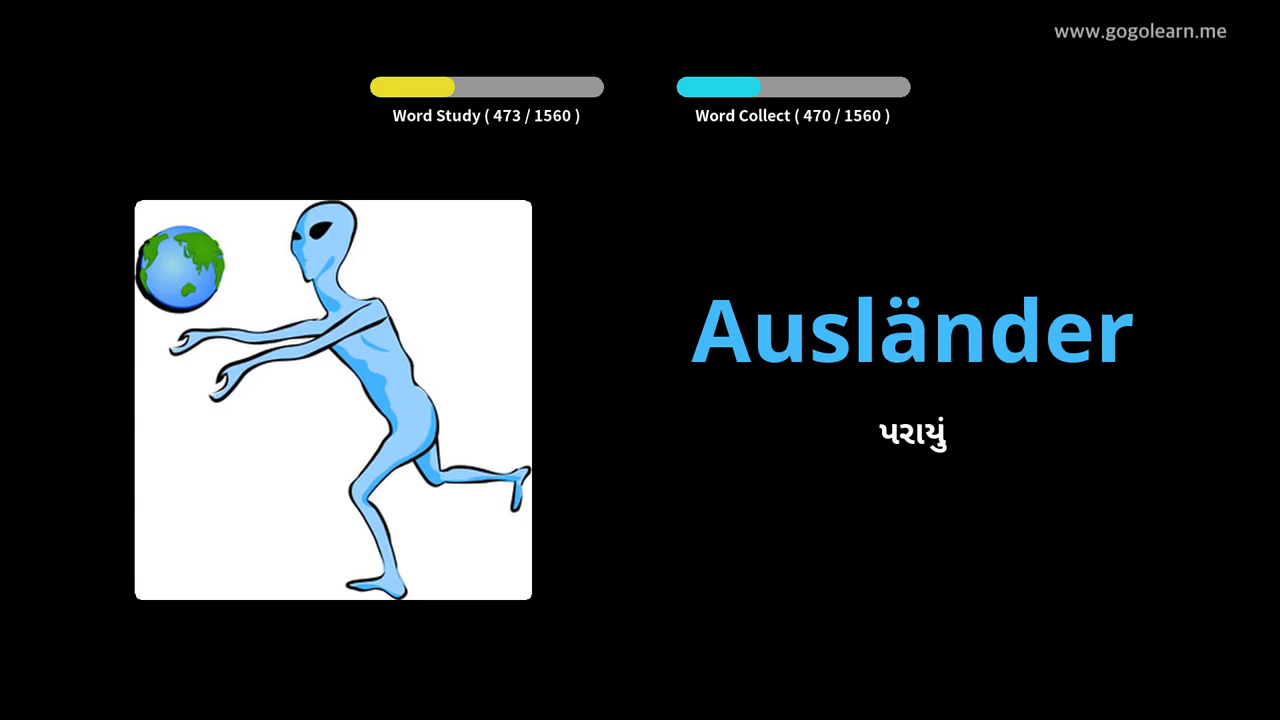 www.gogolearn.me
Word Study ( 473 / 1560 )
Word Collect ( 470 / 1560 )
Ausländer
પરાયું